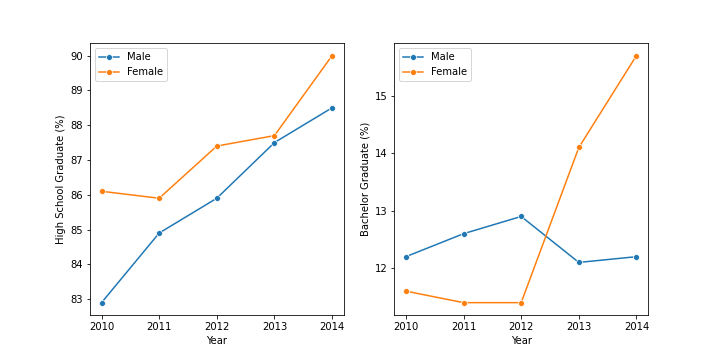 Male
Female
High School Graduate (%)
90
89
88
87
86
85
84
83
2010 2011 2012 2013 2014
Year
Male
Female
Bachelor Graduate (%)
15
14
13
12
2010 2011 2012 2013 2014
Year